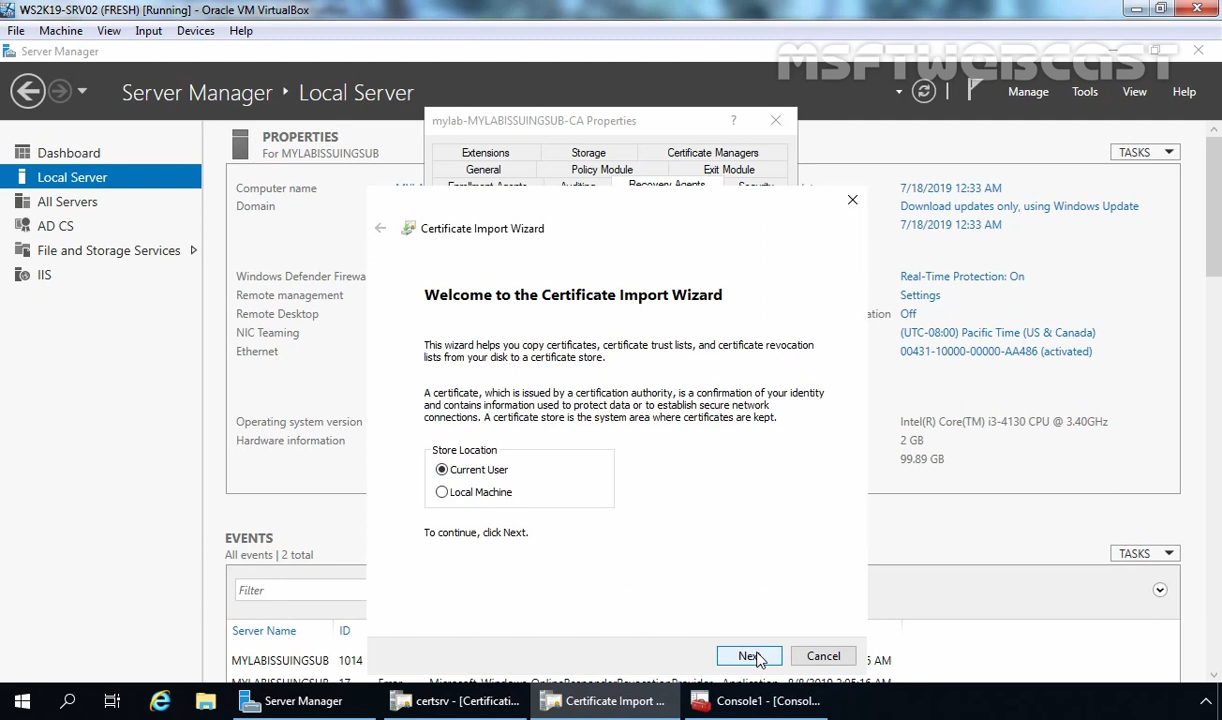 WS2K19-SRV02 (FRESH) [Running] - Oracle VM VirtualBox
File Machine View Input Devices Help
Server Manager
MSFTWEBCAST
Server Manager • Local Server
Manage Tools View Help
mylab-MYLABISSUINGSUB-CA Properties ?
Extensions Storage Certificate Managers
General Policy Module Exit Module
Enrollment Agents Auditing Recovery Agents Security
Dashboard
Local Server
All Servers
AD CS
File and Storage Services
IIS
PROPERTIES
For MYLABISSUINGSUB
TASKS
Computer name
Domain
Windows Defender Firewa
Remote management
Remote Desktop
NIC Teaming
Ethernet
Operating system version
Hardware information
7/18/2019 12:33 AM
Download updates only, using Windows Update
7/18/2019 12:33 AM
Real-Time Protection: On
Settings
Off
(UTC-08:00) Pacific Time (US & Canada)
00431-10000-00000-AA486 (activated)
Intel(R) Core(TM) i3-4130 CPU @ 3.40GHz
2 GB
99.89 GB
Certificate Import Wizard
Welcome to the Certificate Import Wizard
This wizard helps you copy certificates, certificate trust lists, and certificate revocation
lists from your disk to a certificate store.
A certificate, which is issued by a certification authority, is a confirmation of your identity
and contains information used to protect data or to establish secure network
connections. A certificate store is the system area where certificates are kept.
Store Location
Current User
Local Machine
To continue, click Next.
Next Cancel
EVENTS
All events | 2 total
TASKS
Filter
Server Name ID
MYLABISSUINGSUB 1014
Server Manager
certsrv - [Certificati...
Certificate Import ...
Console1 - [Consol...